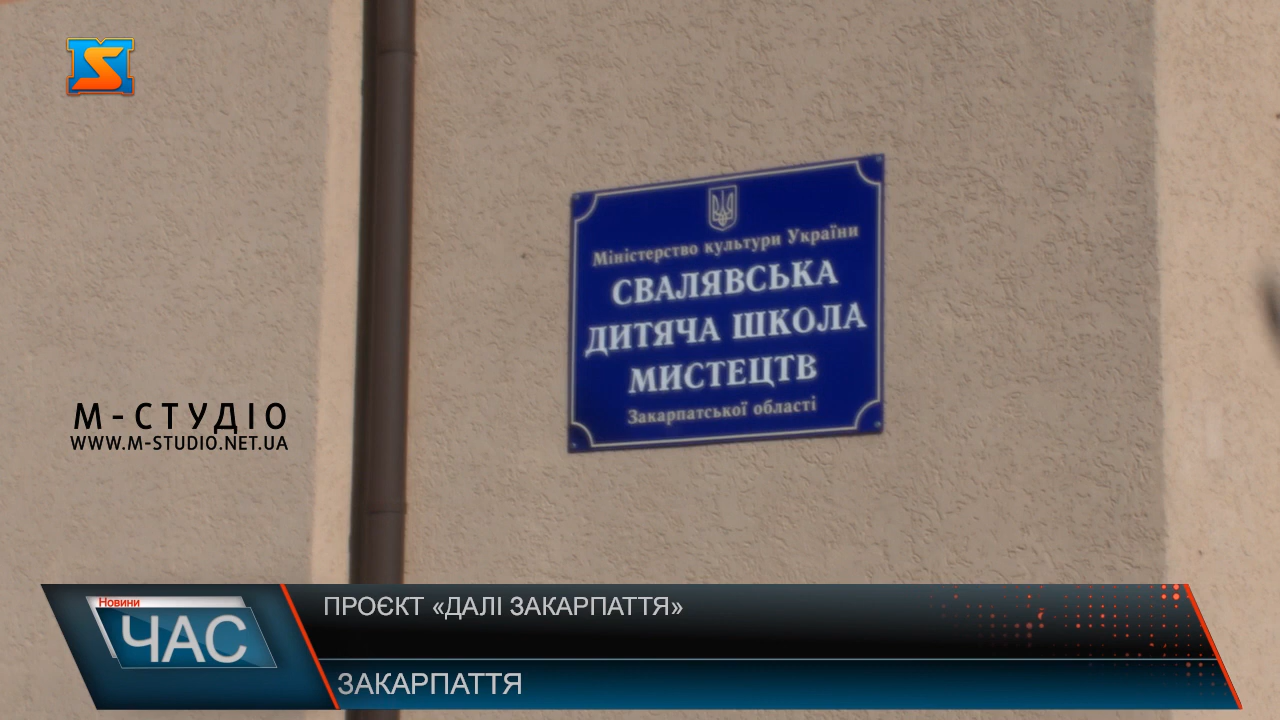 Міністерство культури України
СВАЛЯВСЬКА
ДИТЯЧА ШКОЛА
МИСТЕЦТВ
Закарпатської області
М-СТУДІО
WWW.M-STUDIO.NET.UA
Новини
ЧАС
ПРОЄКТ «ДАЛІ ЗАКАРПАТТЯ»
ЗАКАРПАТТЯ